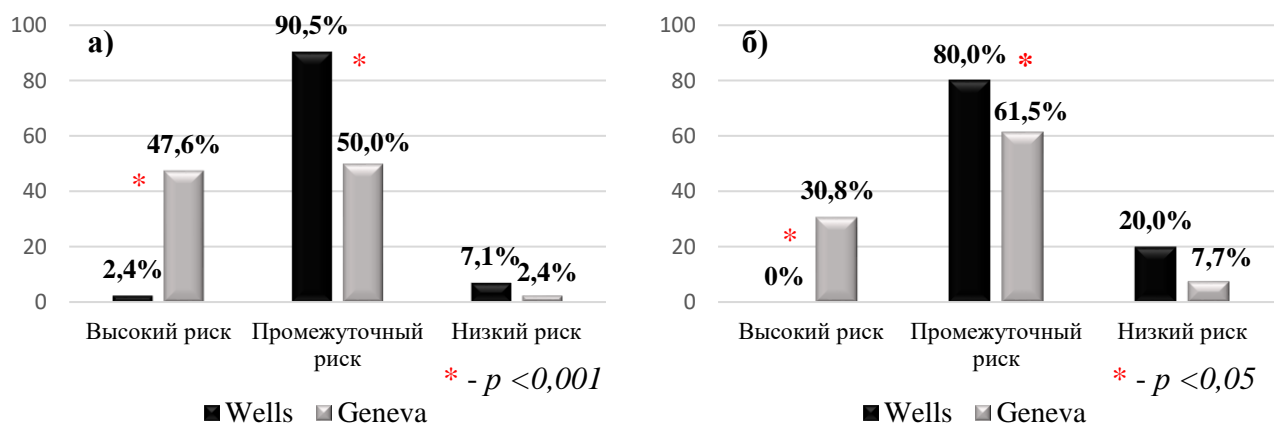 а)
100
80
60
40
20
0
2,4%
47,6%
*
90,5%
50,0%
*
7,1%
2,4%
Высокий риск
Промежуточный
риск
Низкий риск
* - p <0,001
Wells
Geneva
б)
100
80
60
40
20
0
0%
30,8%
*
80,0%
61,5%
*
20,0%
7,7%
Высокий риск
Промежуточный
риск
Низкий риск
* - p <0,05
Wells
Geneva